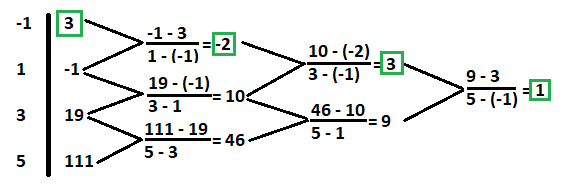 -1 3
-1 - 3
1 - (-1) = -2
10 - (-2)
3 - (-1) = 3
1 -1
9 - 3
5 - (-1) = 1
19 - (-1)
3 - 1 = 10
3 19
46 - 10
5 - 1 = 9
111 - 19
5 - 3 = 46
5 111